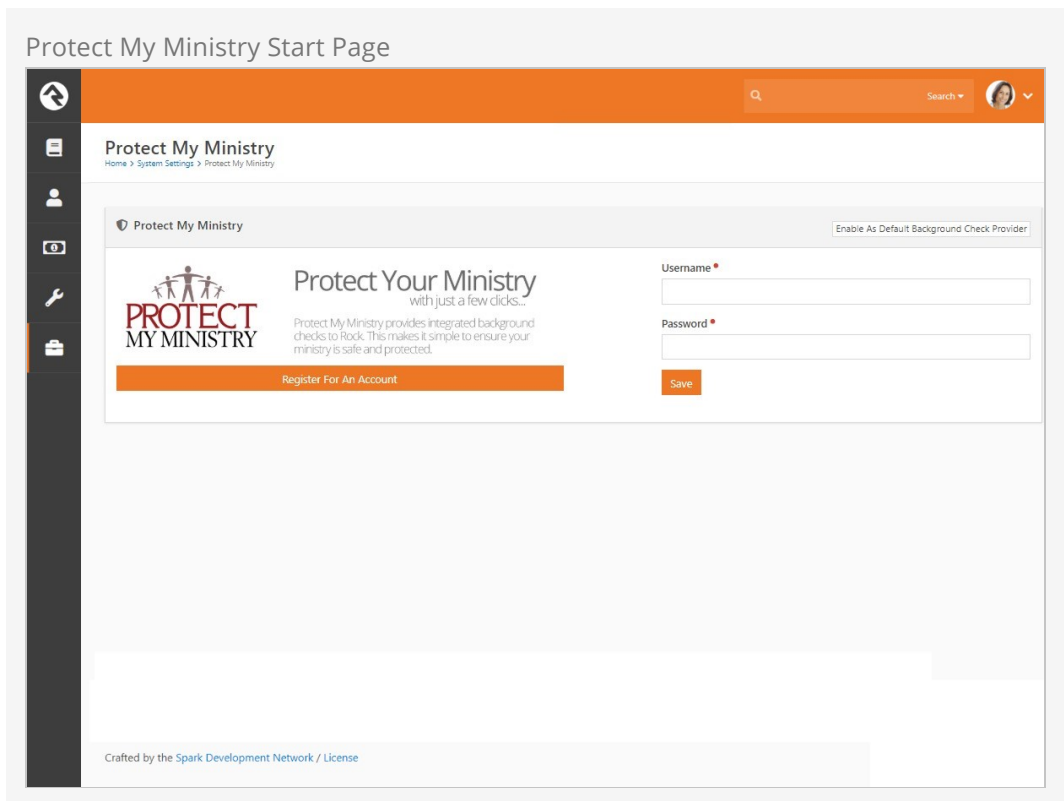 Protect My Ministry Start Page
Search
Protect My Ministry
Home > System Settings > Protect My Ministry
Protect My Ministry
Enable As Default Background Check Provider
PROTECT
MY MINISTRY
Protect Your Ministry
with just a few clicks...
Protect My Ministry provides integrated background
checks to Rock. This makes it simple to ensure your
ministry is safe and protected.
Register For An Account
Username
Password
Save
Crafted by the Spark Development Network / License